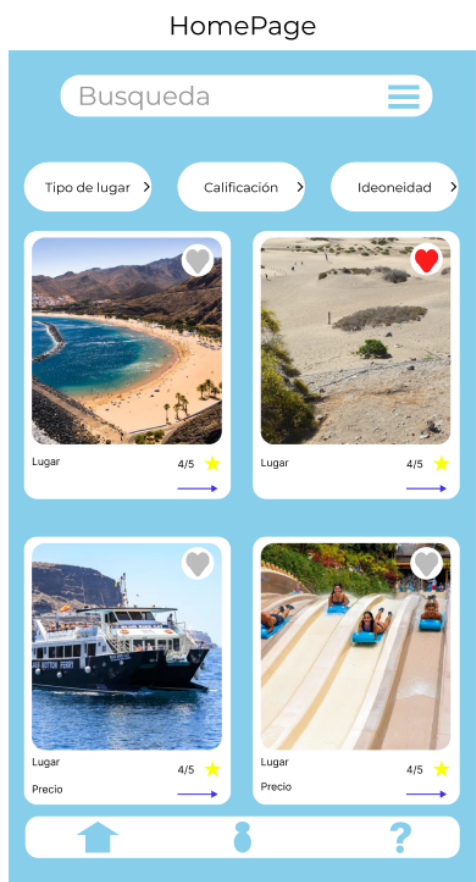 HomePage
Busqueda
Tipo de lugar >
Calificación >
Ideoneidad >
Lugar 4/5
Lugar 4/5
Lugar 4/5
Precio
Lugar 4/5
Precio
?